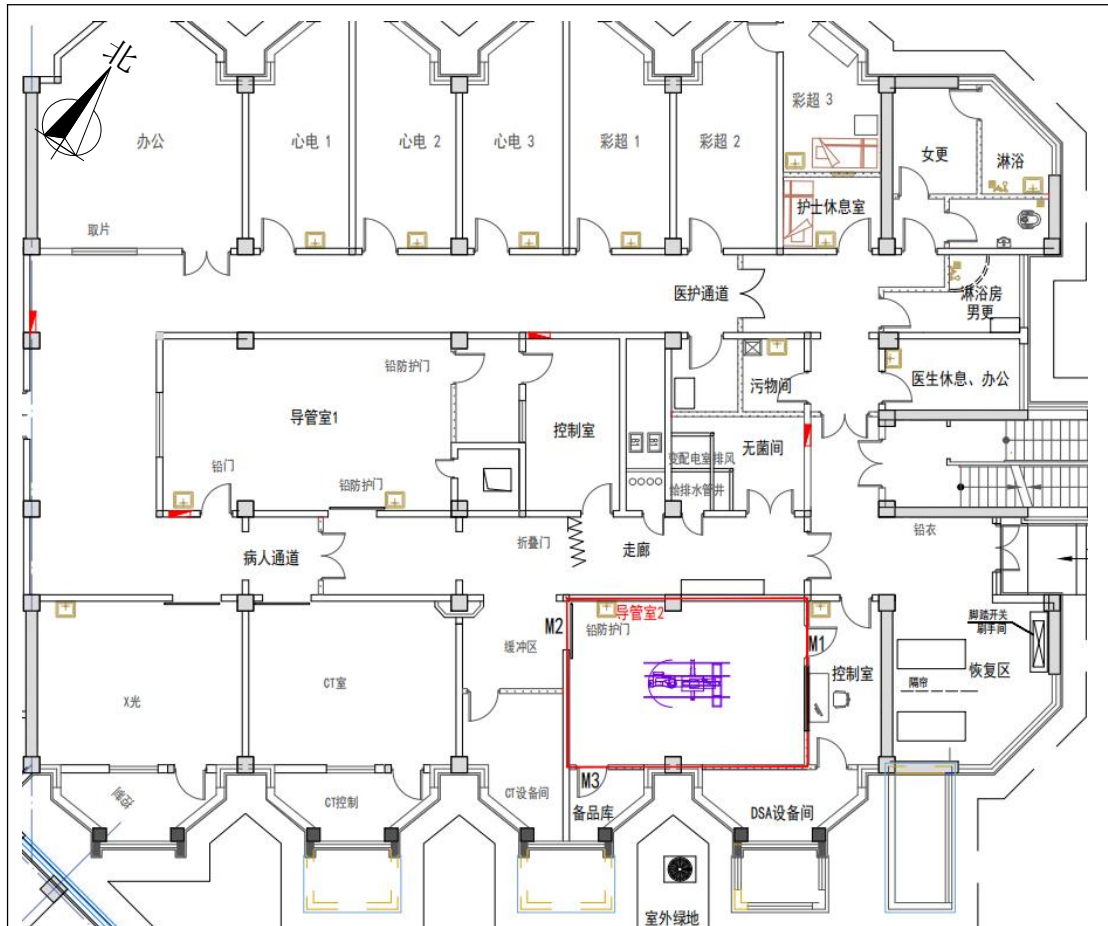 北
办公
心电 1
心电 2
心电 3
彩超 1
彩超 2
彩超 3
女更
淋浴
护士休息室
取片
医护通道
淋浴房
男更
铅防护门
污物间
医生休息、办公
导管室1
控制室
无菌间
变配电室排风
铅门
铅防护门
给排水管井
铅衣
病人通道
折叠门
走廊
导管室2
M2
铅防护门
M1
脚踏开关
刷手间
缓冲区
控制室
恢复区
隔帘
X光
CT室
控制
CT控制
CT设备间
M3
备品库
DSA设备间
室外绿地